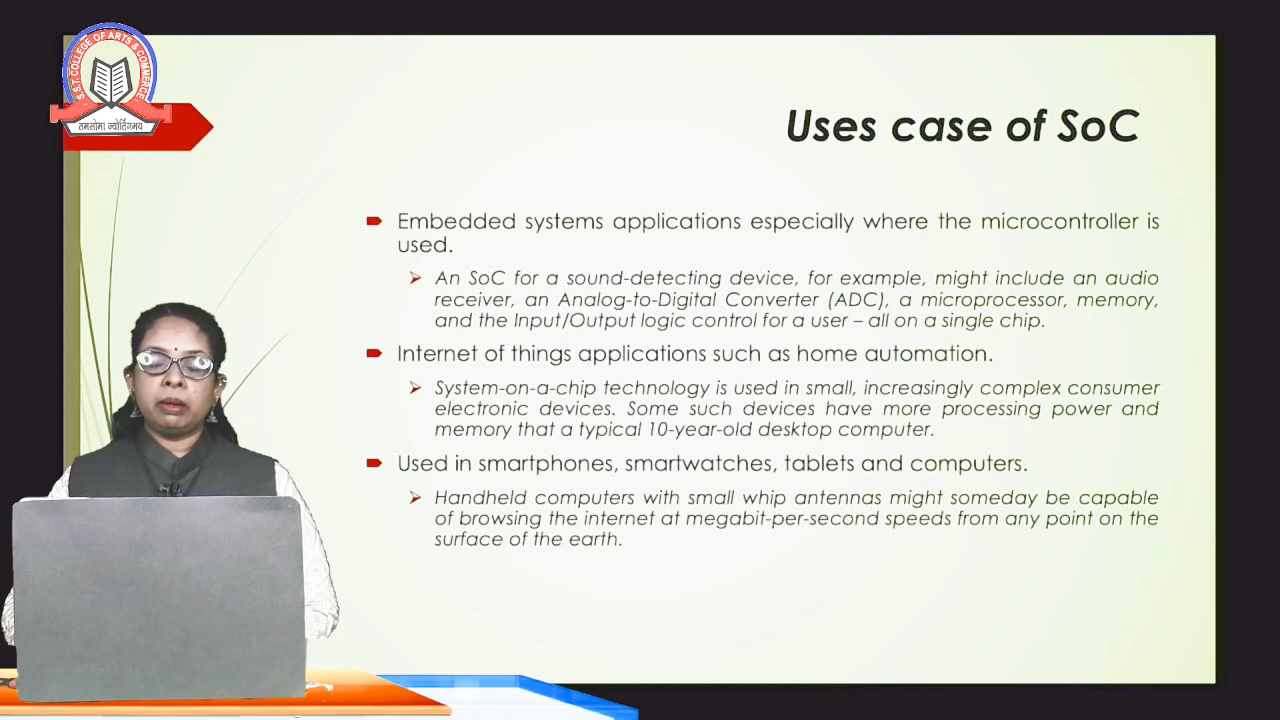 S.S.T. COLLEGE OF ARTS & COMMERCE
तमसोमा ज्योर्तिगमय
Uses case of SoC
Embedded systems applications especially where the microcontroller is
used.
An SoC for a sound-detecting device, for example, might include an audio
receiver, an Analog-to-Digital Converter (ADC), a microprocessor, memory,
and the Input/Output logic control for a user – all on a single chip.
Internet of things applications such as home automation.
System-on-a-chip technology is used in small, increasingly complex consumer
electronic devices. Some such devices have more processing power and
memory that a typical 10-year-old desktop computer.
Used in smartphones, smartwatches, tablets and computers.
Handheld computers with small whip antennas might someday be capable
of browsing the internet at megabit-per-second speeds from any point on the
surface of the earth.